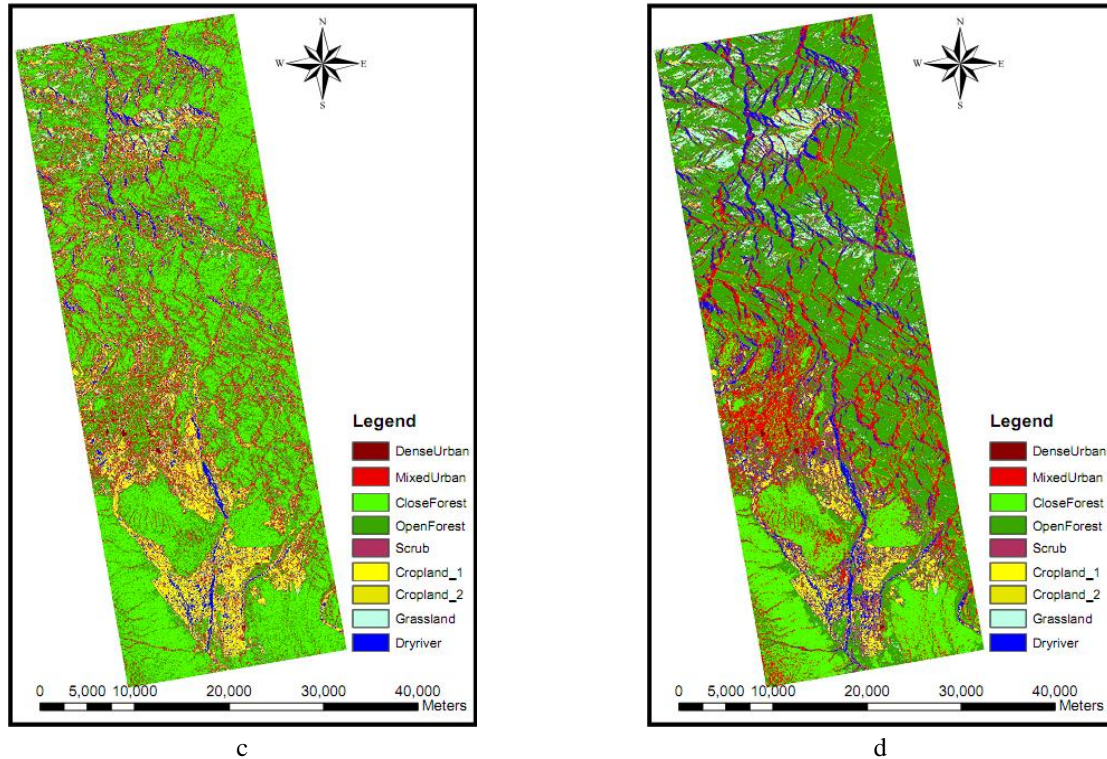 N
W E
S
Legend
DenseUrban
MixedUrban
CloseForest
OpenForest
Scrub
Cropland_1
Cropland_2
Grassland
Dryriver
0 5,000 10,000 20,000 30,000 40,000
Meters
c
N
W E
S
Legend
DenseUrban
MixedUrban
CloseForest
OpenForest
Scrub
Cropland_1
Cropland_2
Grassland
Dryriver
0 5,000 10,000 20,000 30,000 40,000
Meters
d